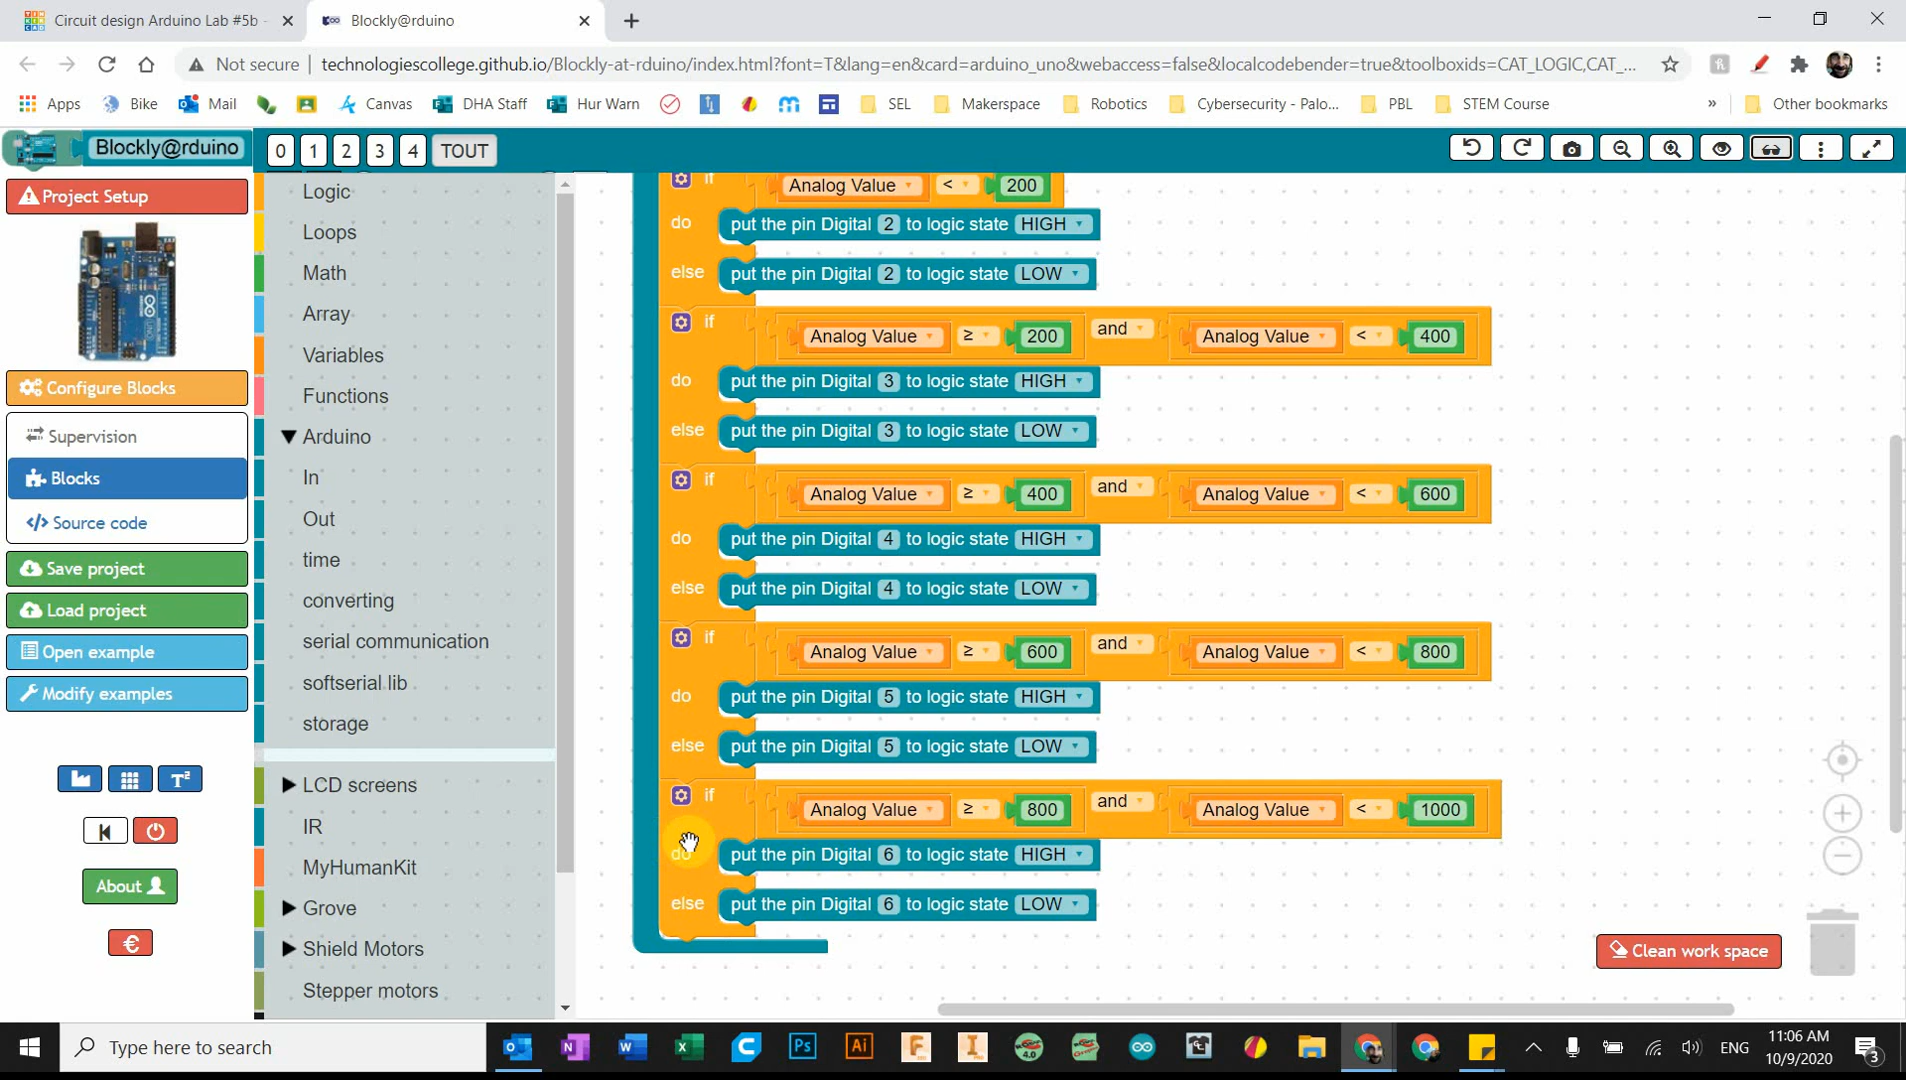 Circuit design Arduino Lab #5b
Blockly@rduino
Not secure | technologiescollege.github.io/Blockly-at-rduino/index.html?font=T&lang=en&card=arduino_uno&webaccess=false&localcodebender=true&toolboxids=CAT_LOGIC,CAT_...
Apps Bike Mail Canvas DHA Staff Hur Warn SEL Makerspace Robotics Cybersecurity - Palo... PBL STEM Course » Other bookmarks
Blockly@rduino 0 1 2 3 4 TOUT
Project Setup
Configure Blocks
Supervision
Blocks
Source code
Save project
Load project
Open example
Modify examples
T²
About
€
Logic
Loops
Math
Array
Variables
Functions
Arduino
In
Out
time
converting
serial communication
softserial lib
storage
LCD screens
IR
MyHumanKit
Grove
Shield Motors
Stepper motors
if Analog Value < 200
do put the pin Digital 2 to logic state HIGH
else put the pin Digital 2 to logic state LOW
if Analog Value ≥ 200 and Analog Value < 400
do put the pin Digital 3 to logic state HIGH
else put the pin Digital 3 to logic state LOW
if Analog Value ≥ 400 and Analog Value < 600
do put the pin Digital 4 to logic state HIGH
else put the pin Digital 4 to logic state LOW
if Analog Value ≥ 600 and Analog Value < 800
do put the pin Digital 5 to logic state HIGH
else put the pin Digital 5 to logic state LOW
if Analog Value ≥ 800 and Analog Value < 1000
do put the pin Digital 6 to logic state HIGH
else put the pin Digital 6 to logic state LOW
Clean work space
Type here to search
Ps
Ai
4.0
ENG
11:06 AM
10/9/2020
3